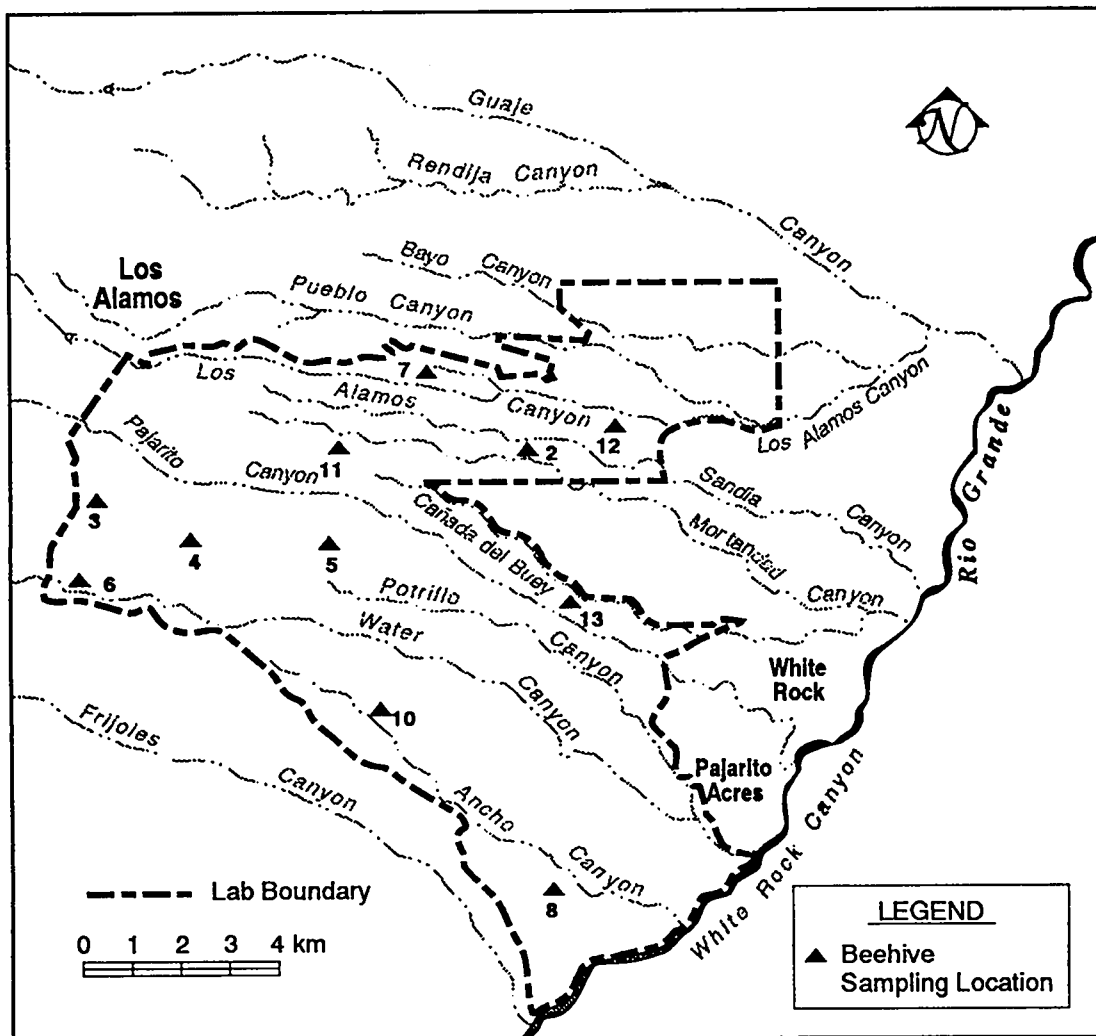 Guaje
N
Rendija Canyon
Canyon
Bayo Canyon
Los
Alamos
Pueblo Canyon
Los
7
Alamos
Canyon
12
Los Alamos Canyon
Rio Grande
Pajarito
11
2
Canyon
Sandia
3
Cañada del Buey
Mortandad
Canyon
4
5
6
Potrillo
13
Canyon
Water
Canyon
White
Rock
10
Canyon
Frijoles
Pajarito
Acres
Canyon
Ancho
Canyon
8
White Rock Canyon
Lab Boundary
0 1 2 3 4 km
LEGEND
Beehive
Sampling Location